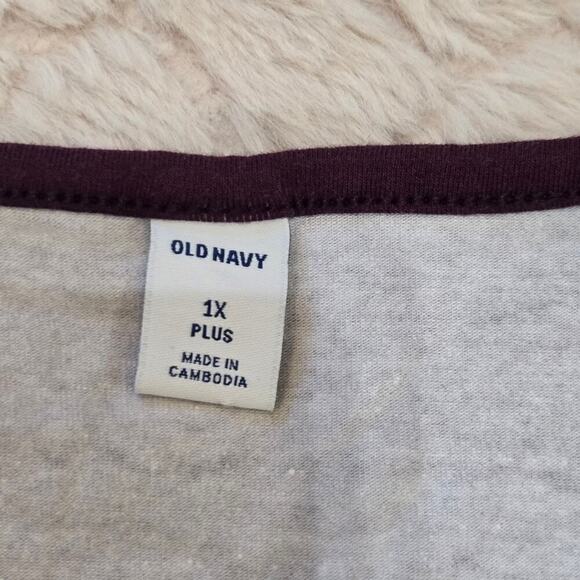 OLD NAVY
1X
PLUS
MADE IN
CAMBODIA